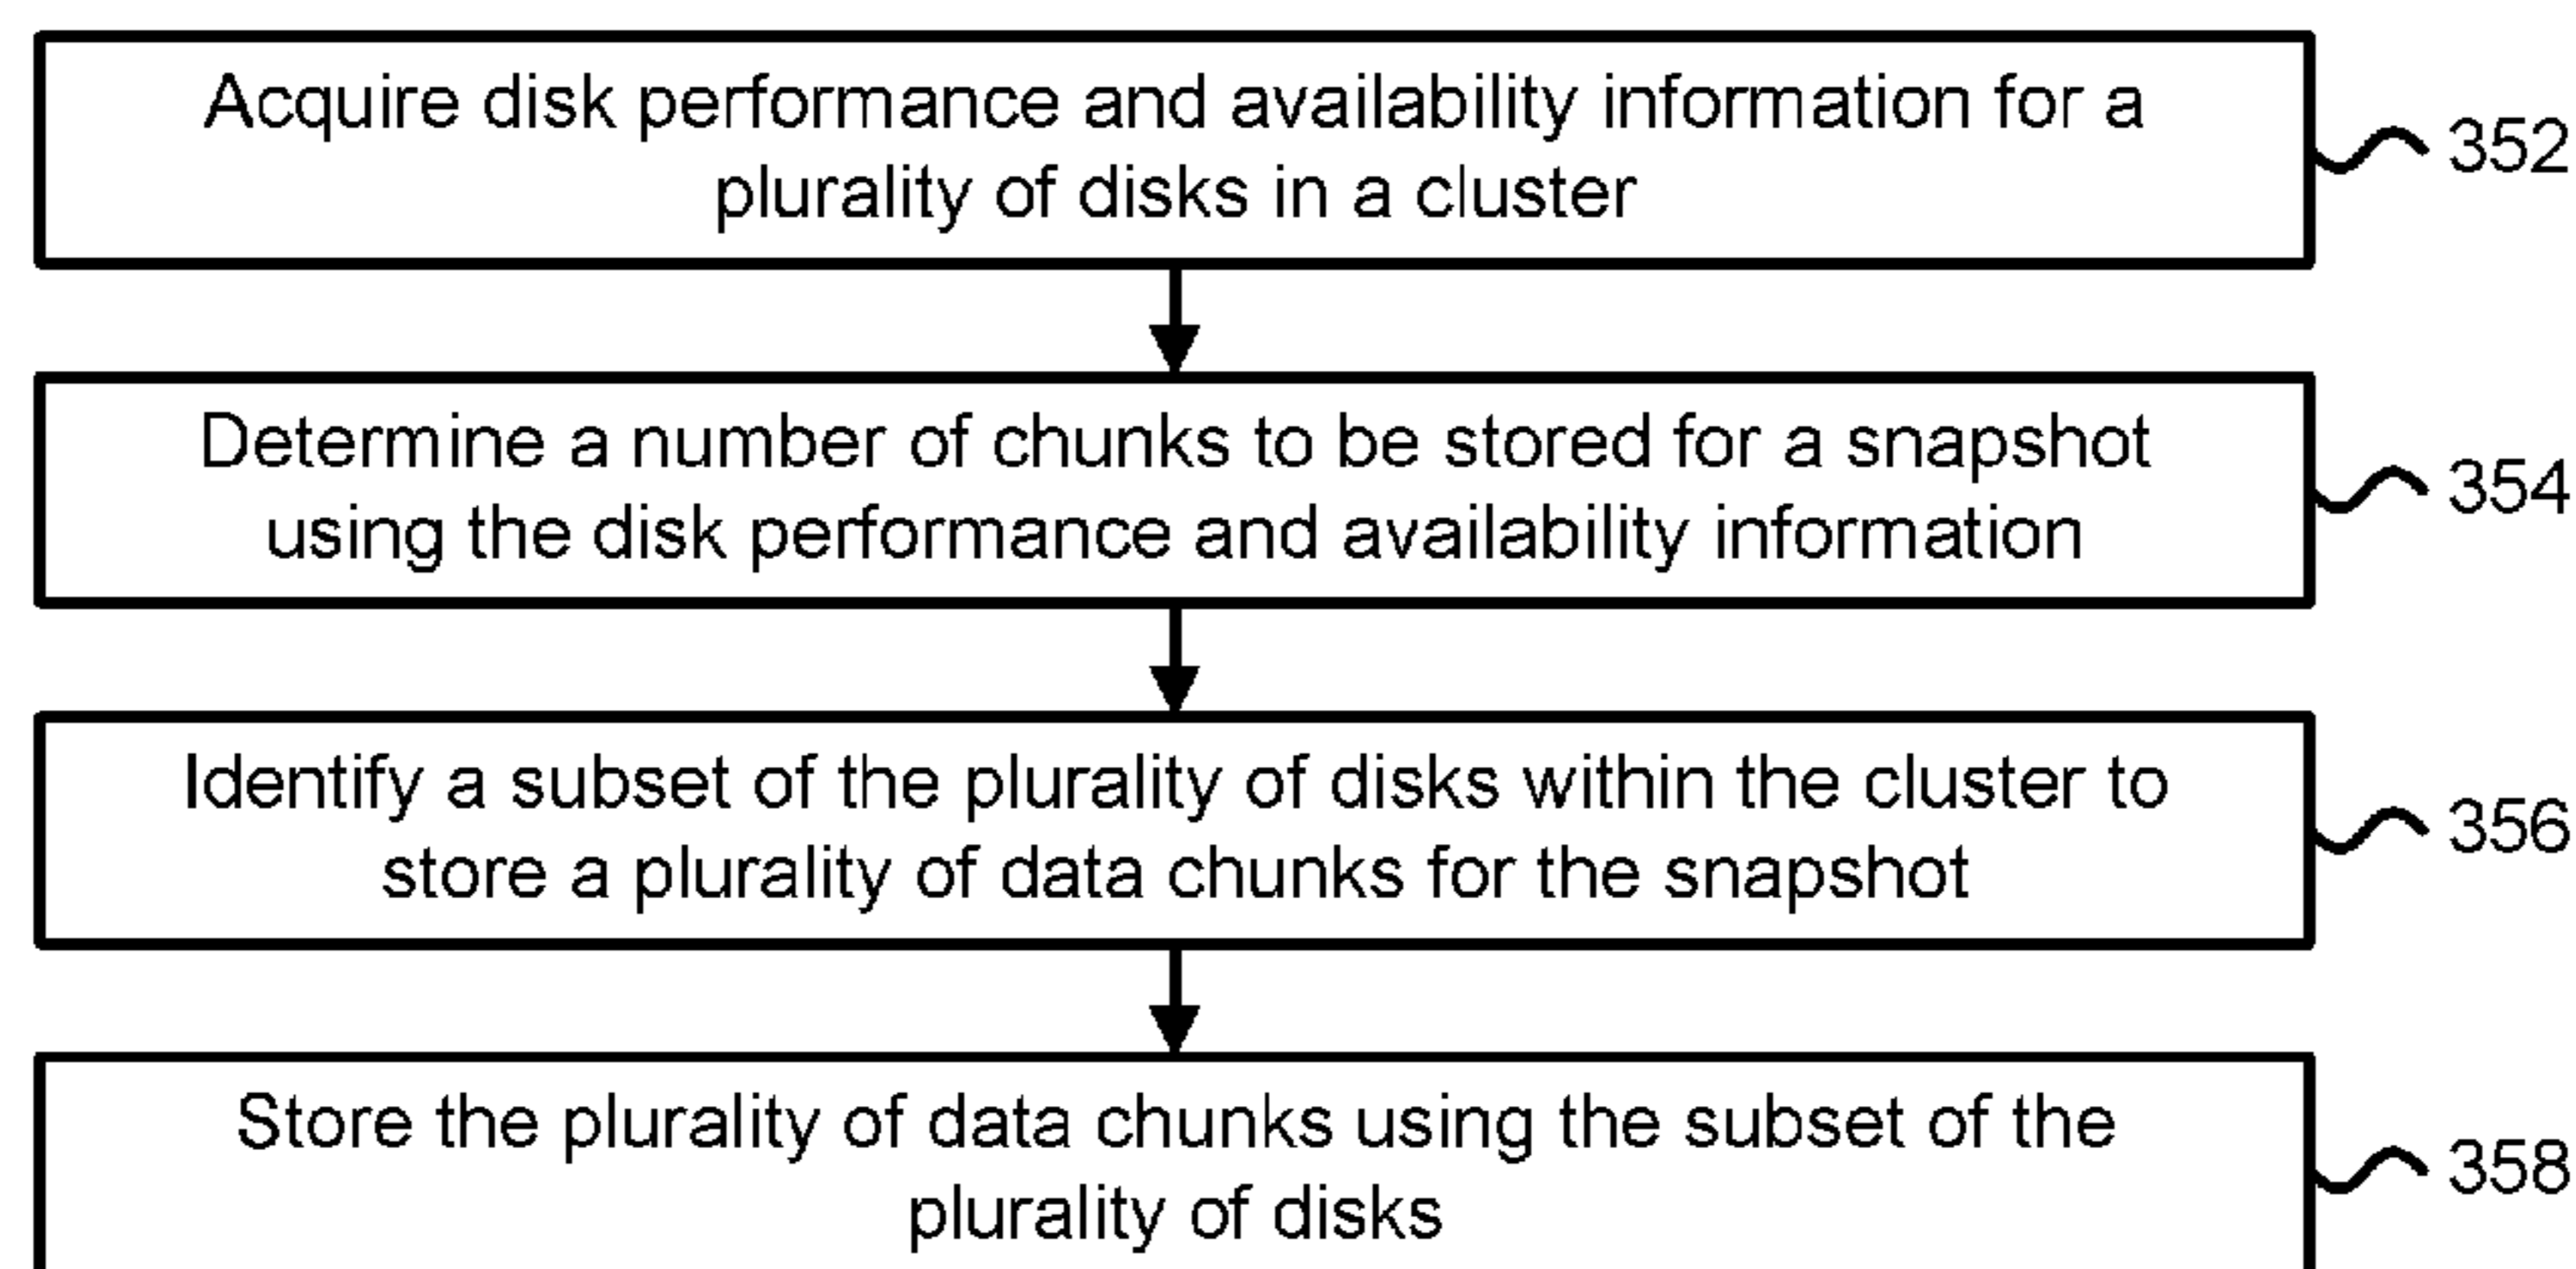 Acquire disk performance and availability information for a
plurality of disks in a cluster
352
Determine a number of chunks to be stored for a snapshot
using the disk performance and availability information
354
Identify a subset of the plurality of disks within the cluster to
store a plurality of data chunks for the snapshot
356
Store the plurality of data chunks using the subset of the
plurality of disks
358